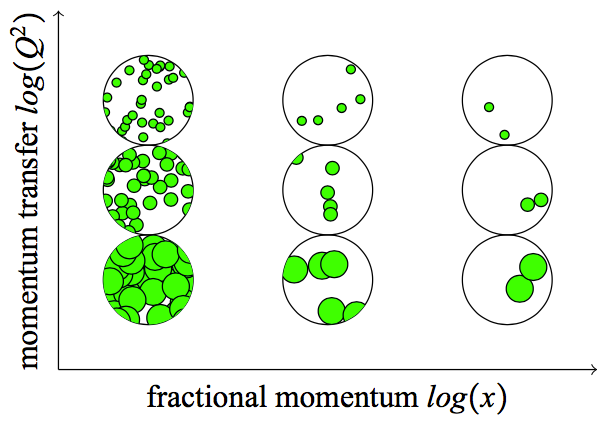 momentum transfer log(Q²)
fractional momentum log(x)